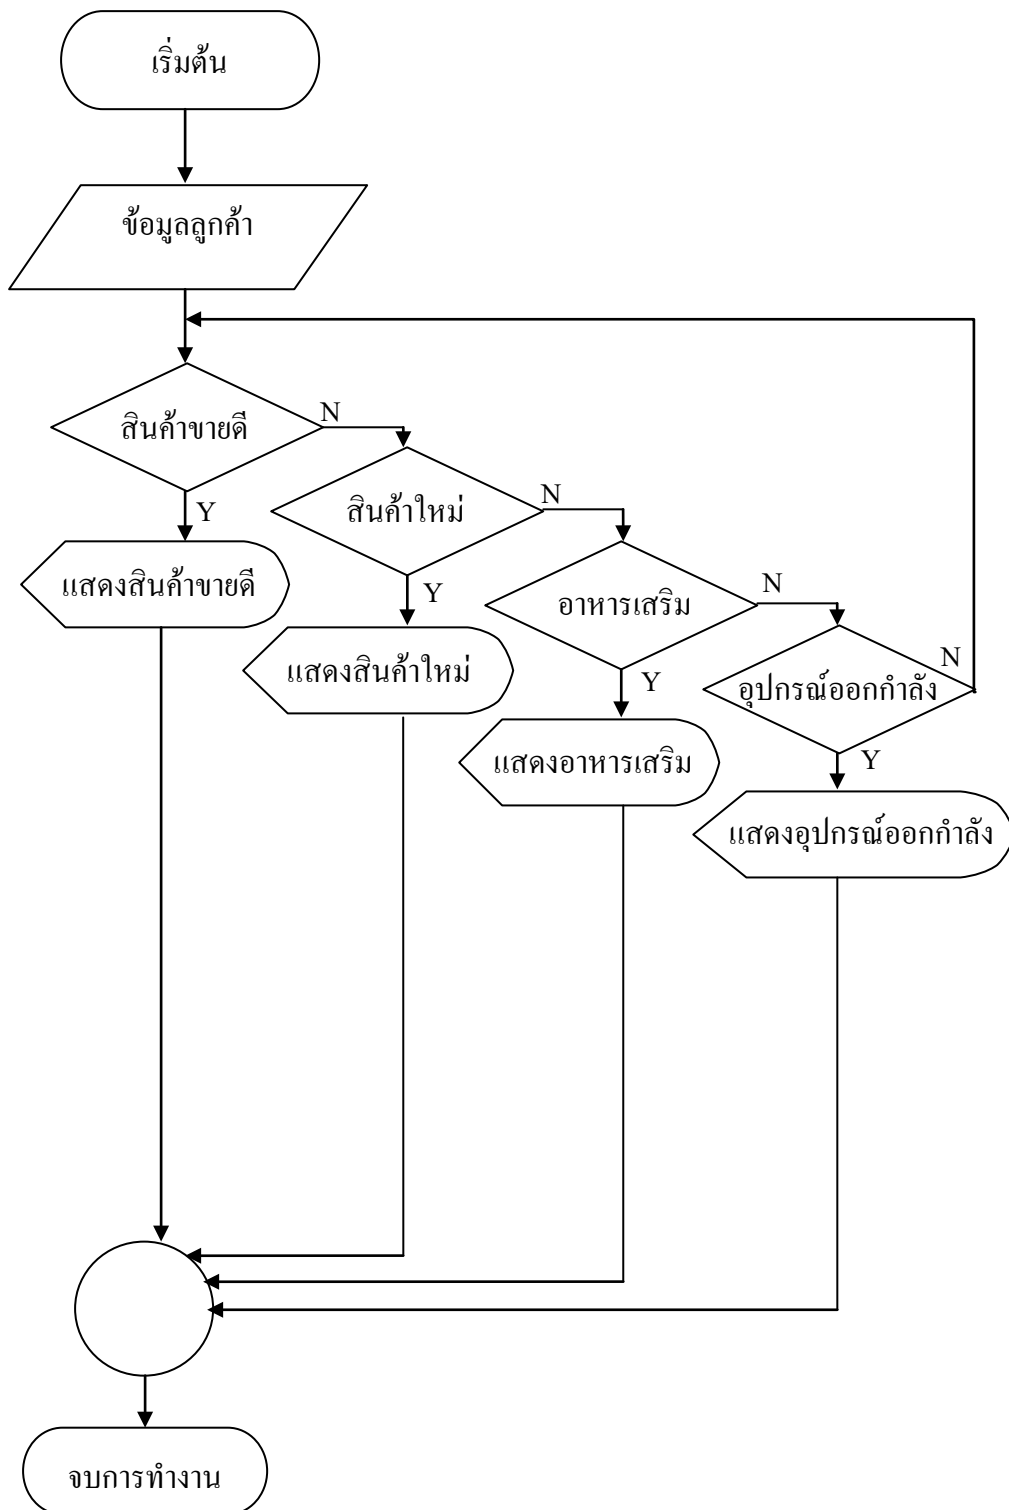 เริ่มต้น
ข้อมูลลูกค้า
สินค้าขายดี
N
Y
แสดงสินค้าขายดี
สินค้าใหม่
N
Y
แสดงสินค้าใหม่
อาหารเสริม
N
Y
แสดงอาหารเสริม
อุปกรณ์ออกกำลัง
N
Y
แสดงอุปกรณ์ออกกำลัง
จบการทำงาน